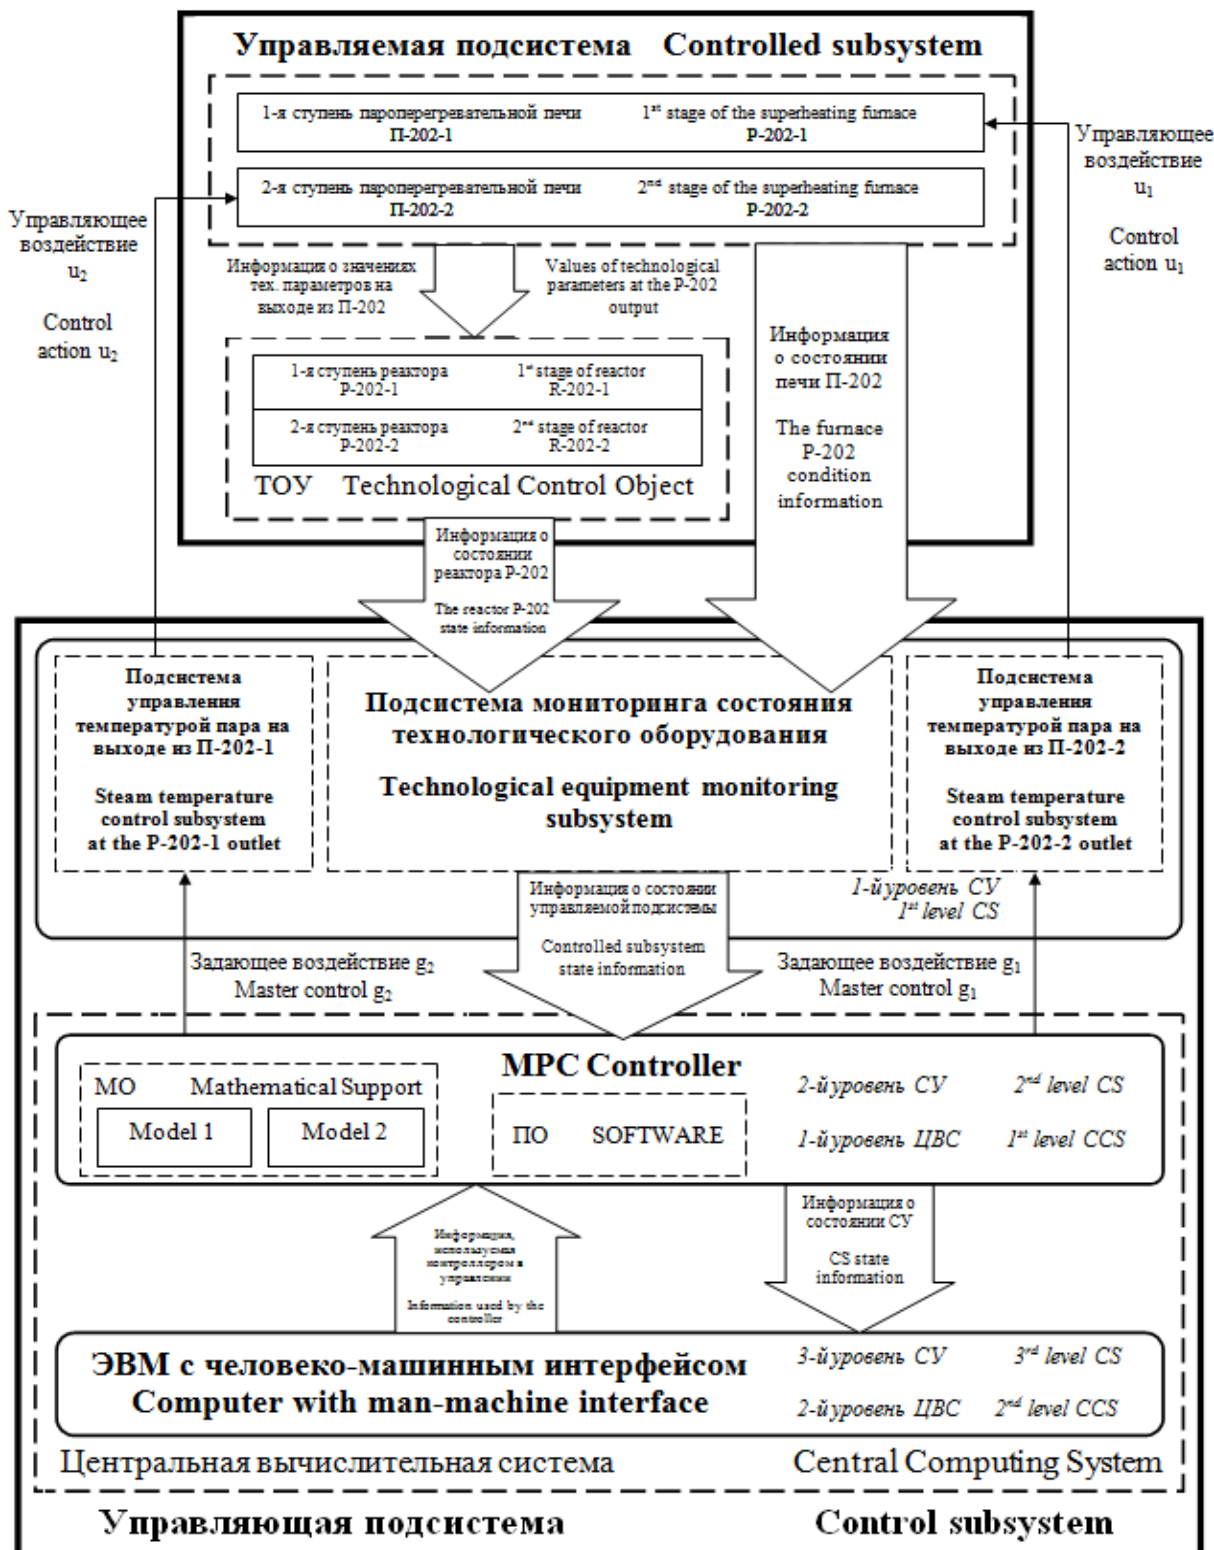 Управляемая подсистема Controlled subsystem
1-я ступень пароперегревательной печи
П-202-1
1st stage of the superheating furnace
P-202-1
2-я ступень пароперегревательной печи
П-202-2
2nd stage of the superheating furnace
P-202-2
Управляющее
воздействие
u1
Control
action u1
Управляющее
воздействие
u2
Control
action u2
Информация о значениях
тех. параметров на
выходе из П-202
Values of technological
parameters at the P-202
output
1-я ступень реактора
Р-202-1
1st stage of reactor
R-202-1
2-я ступень реактора
Р-202-2
2nd stage of reactor
R-202-2
ТОУ Technological Control Object
Информация
о состоянии
печи П-202
The furnace
P-202
condition
information
Информация о
состоянии
реактора Р-202
The reactor P-202
state information
Подсистема
управления
температурой пара на
выходе из П-202-1
Steam temperature
control subsystem
at the P-202-1 outlet
Подсистема мониторинга состояния
технологического оборудования
Technological equipment monitoring
subsystem
Подсистема
управления
температурой пара на
выходе из П-202-2
Steam temperature
control subsystem
at the P-202-2 outlet
1-й уровень СУ
1st level CS
Информация о состоянии
управляемой подсистемы
Controlled subsystem
state information
Задающее воздействие g2
Master control g2
Задающее воздействие g1
Master control g1
MPC Controller
МО Mathematical Support
Model 1 Model 2
ПО SOFTWARE
2-й уровень СУ 2nd level CS
1-й уровень ЦВС 1st level CCS
Информация,
используемая
контроллером в
управлении
Information used by the
controller
Информация о
состоянии СУ
CS state
information
ЭВМ с человеко-машинным интерфейсом
Computer with man-machine interface
3-й уровень СУ 3rd level CS
2-й уровень ЦВС 2nd level CCS
Центральная вычислительная система Central Computing System
Управляющая подсистема Control subsystem